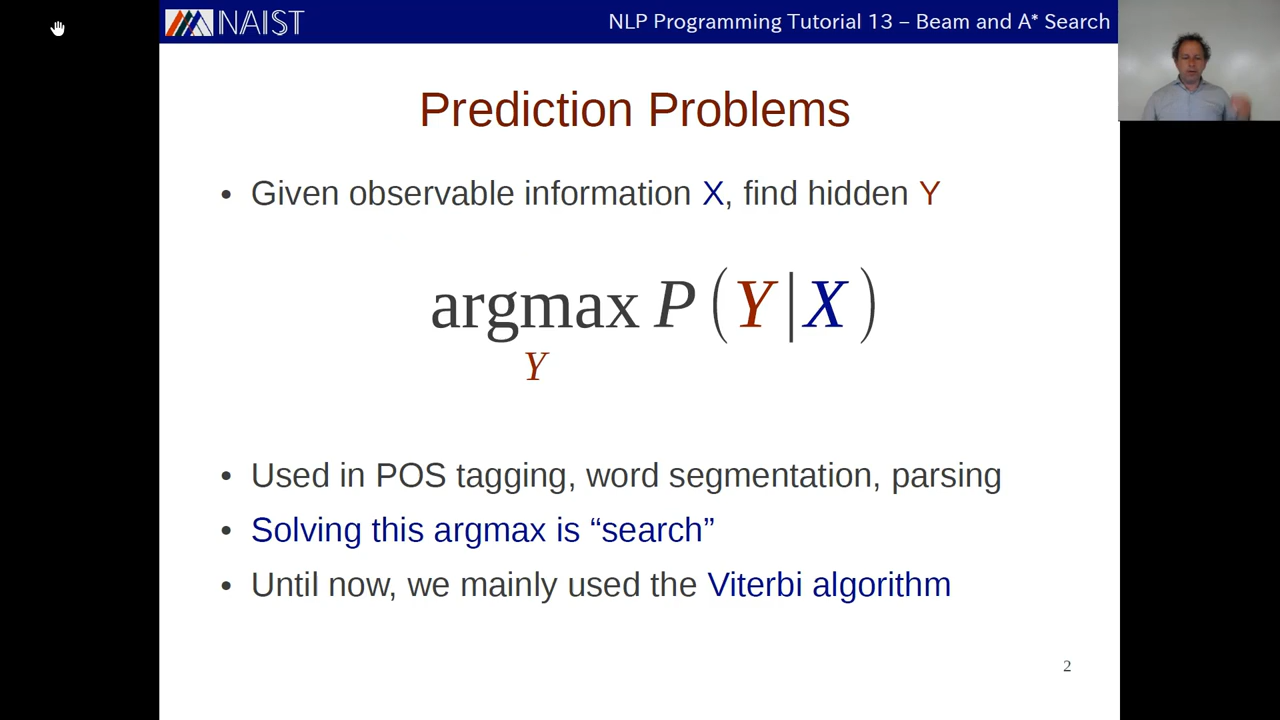 NAIST
NLP Programming Tutorial 13 – Beam and A* Search
Prediction Problems
• Given observable information X, find hidden Y
argmax P(Y|X)
Y
• Used in POS tagging, word segmentation, parsing
• Solving this argmax is “search”
• Until now, we mainly used the Viterbi algorithm
2